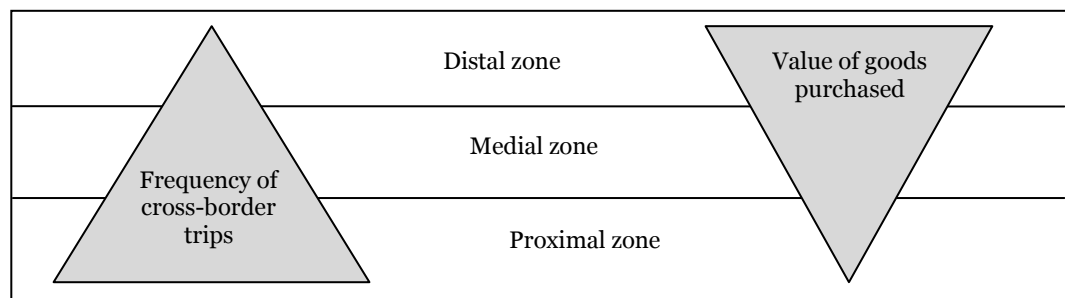 Distal zone
Value of goods
purchased
Medial zone
Frequency of
cross-border
trips
Proximal zone